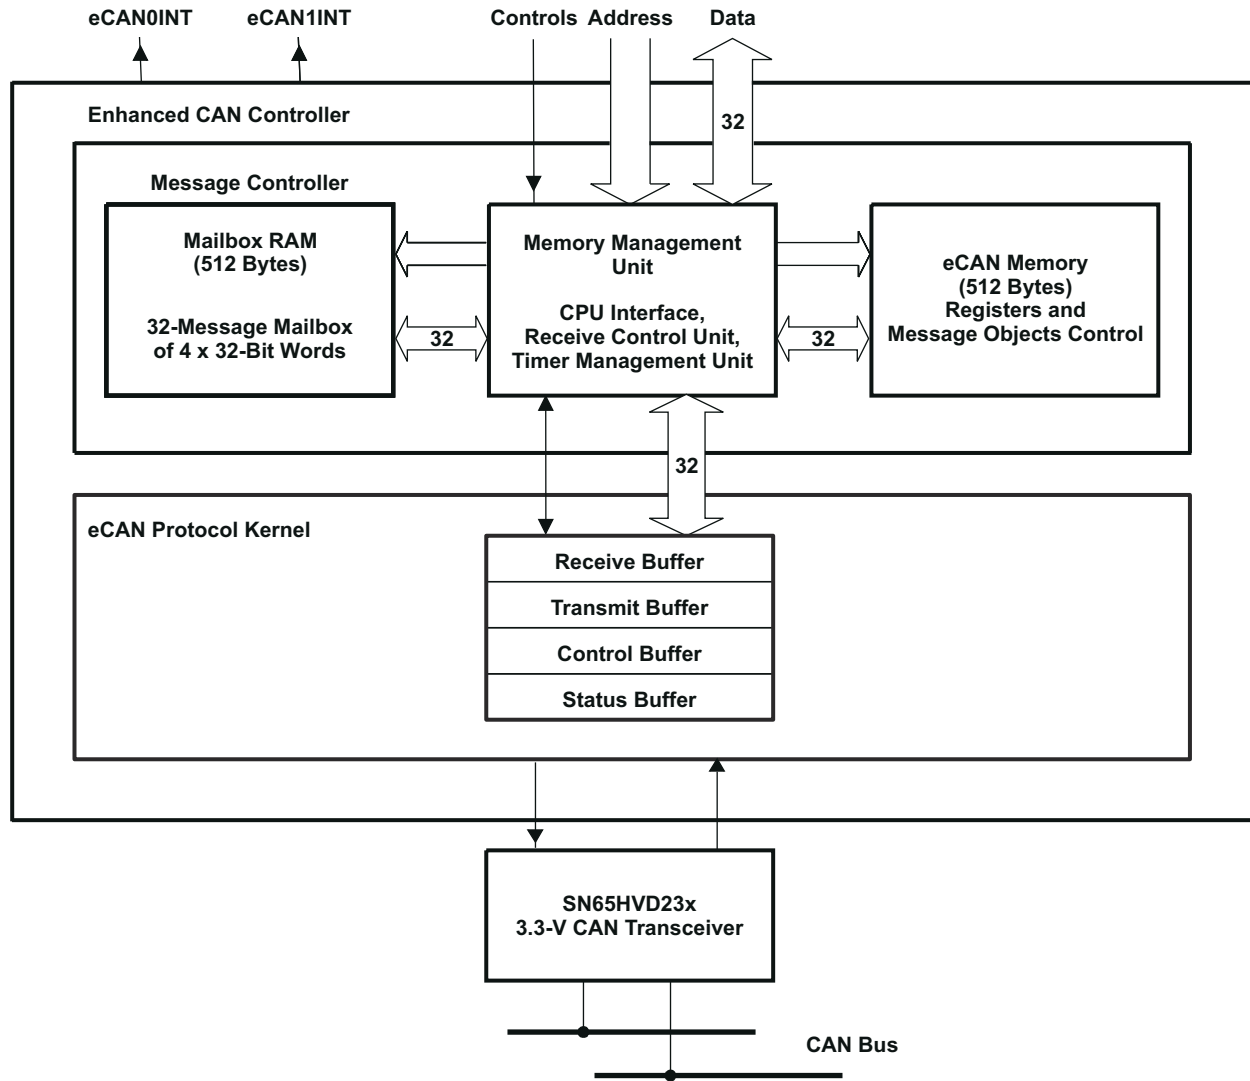 eCAN0INT eCAN1INT Controls Address Data
32
Enhanced CAN Controller
Message Controller
Mailbox RAM
(512 Bytes)
32-Message Mailbox
of 4 x 32-Bit Words
32
Memory Management
Unit
CPU Interface,
Receive Control Unit,
Timer Management Unit
32
eCAN Memory
(512 Bytes)
Registers and
Message Objects Control
32
eCAN Protocol Kernel
Receive Buffer
Transmit Buffer
Control Buffer
Status Buffer
SN65HVD23x
3.3-V CAN Transceiver
CAN Bus